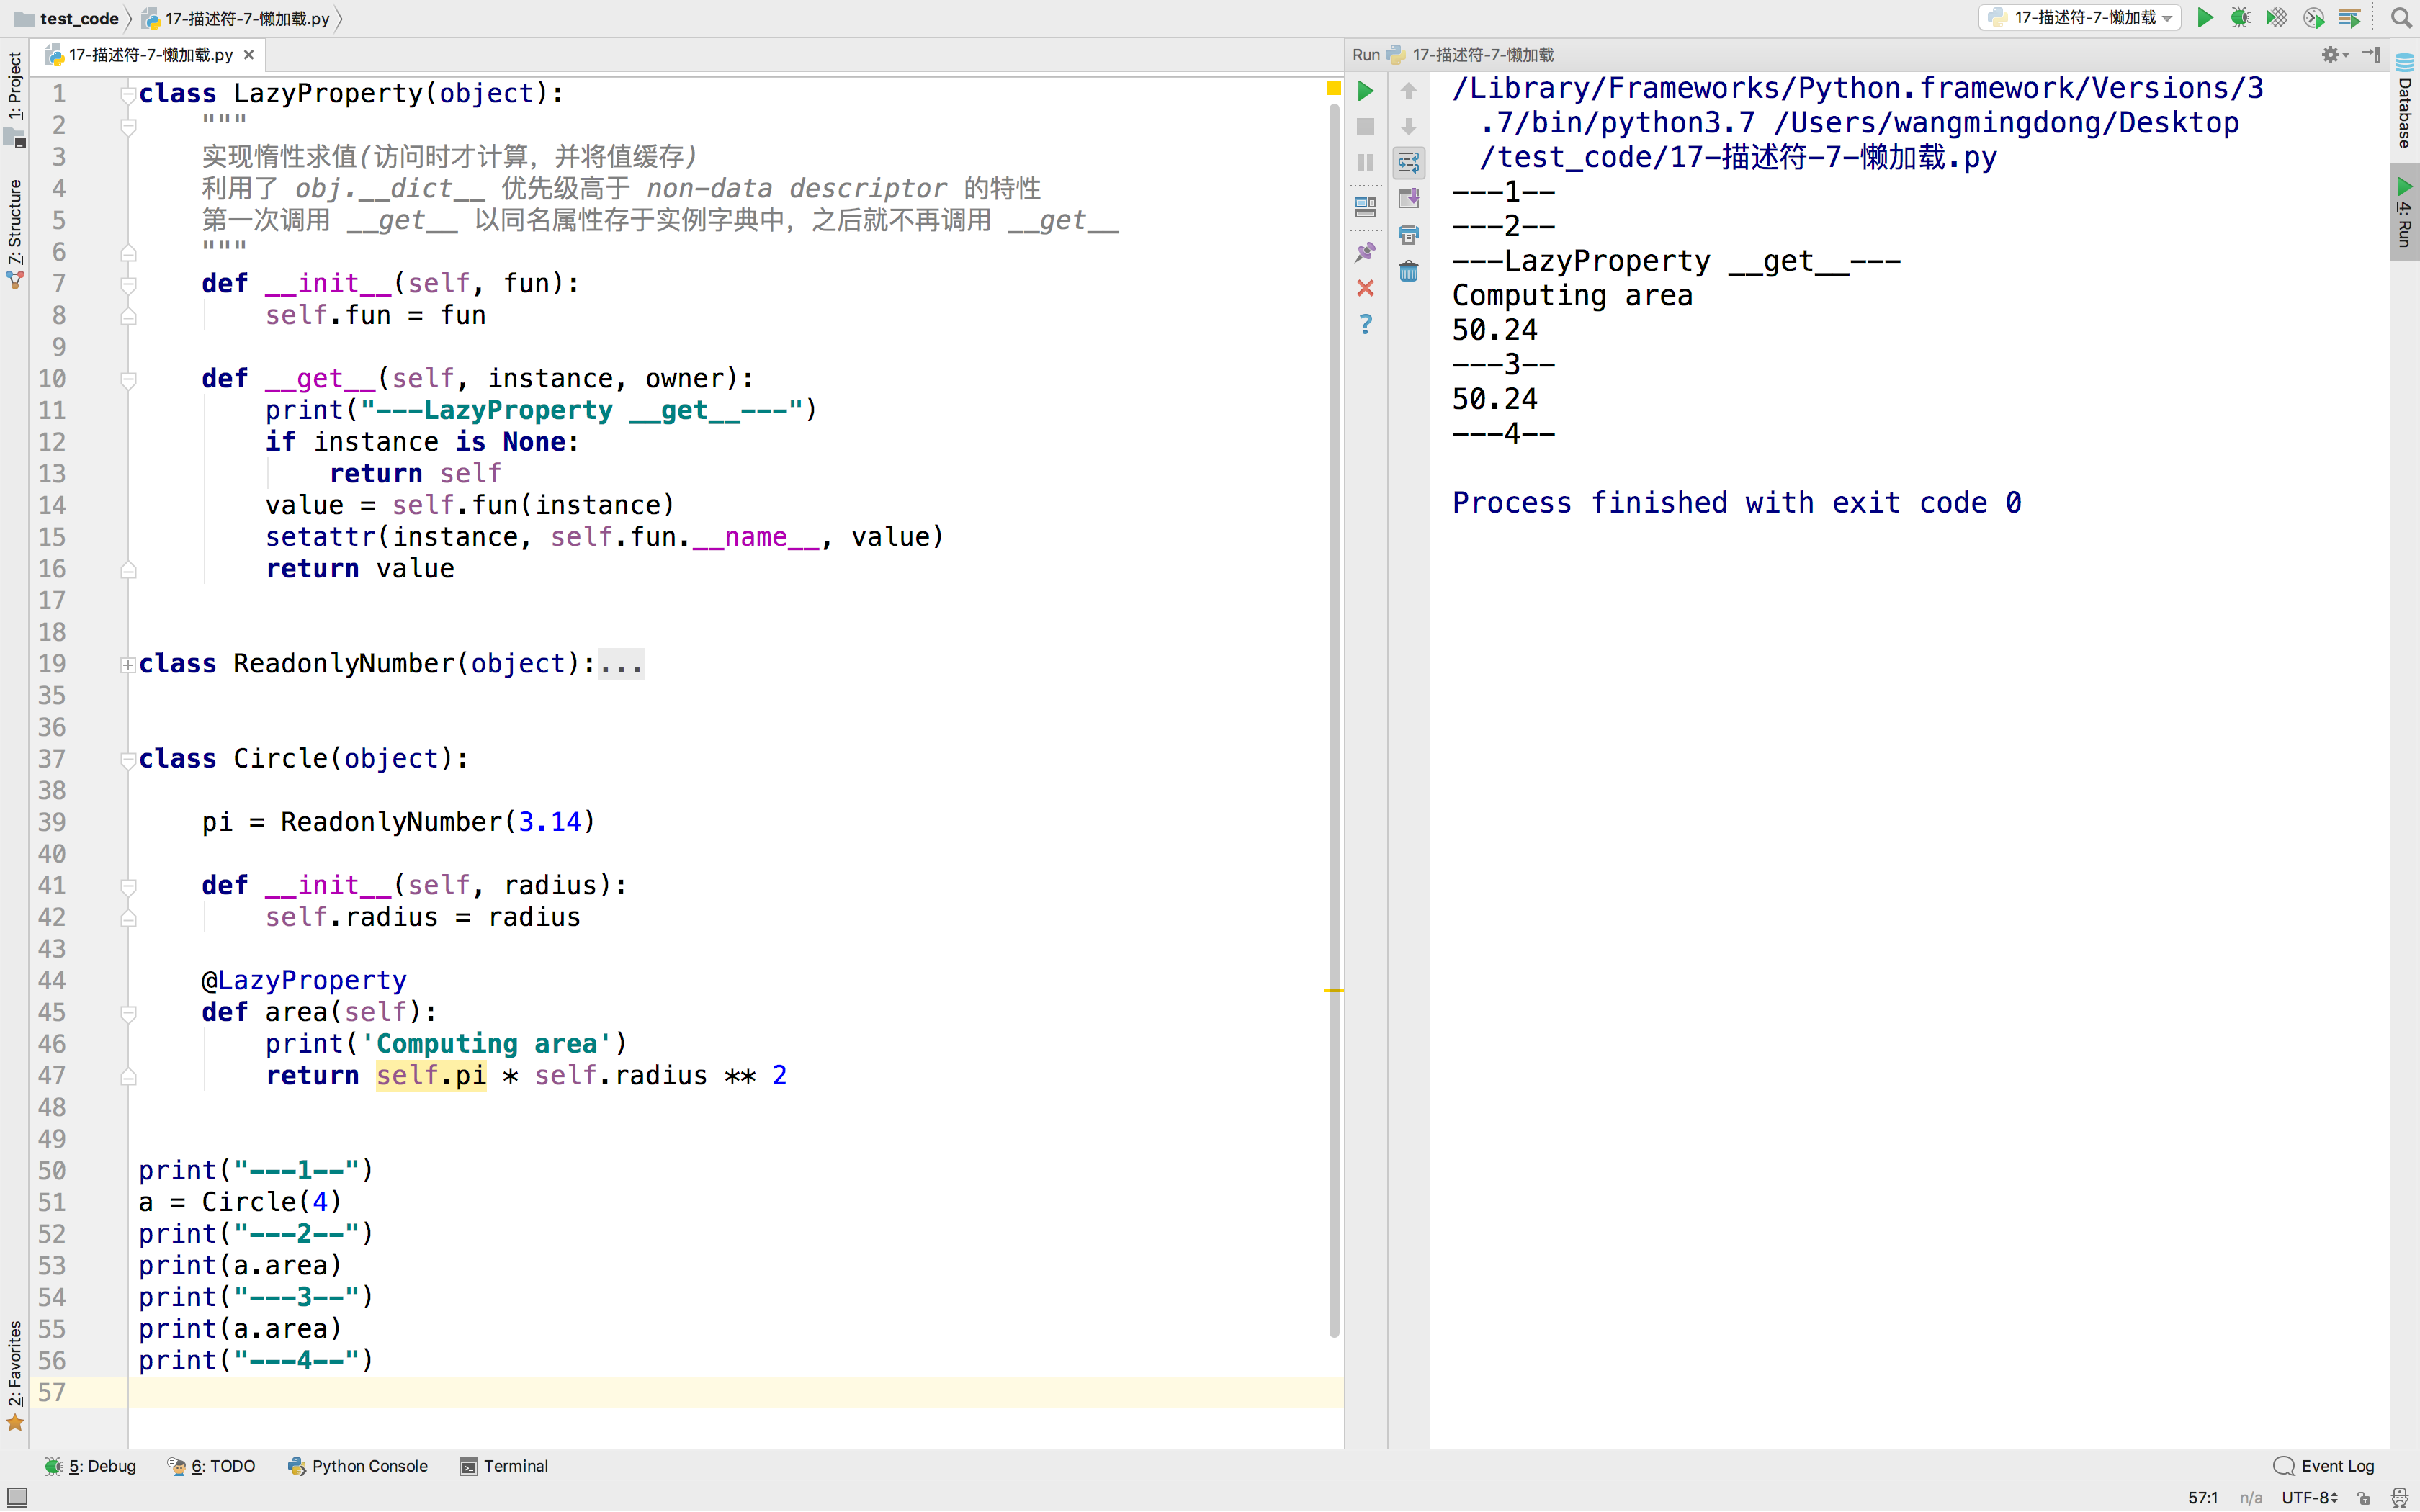 test_code
17-描述符-7-懒加载.py
17-描述符-7-懒加载
17-描述符-7-懒加载.py
Run 17-描述符-7-懒加载
1: Project
7: Structure
2: Favorites
Database
4: Run
1 class LazyProperty(object):
2 """
3 实现惰性求值(访问时才计算，并将值缓存)
4 利用了 obj.__dict__ 优先级高于 non-data descriptor 的特性
5 第一次调用 __get__ 以同名属性存于实例字典中，之后就不再调用 __get__
6 """
7 def __init__(self, fun):
8 self.fun = fun
9
10 def __get__(self, instance, owner):
11 print("---LazyProperty __get__---")
12 if instance is None:
13 return self
14 value = self.fun(instance)
15 setattr(instance, self.fun.__name__, value)
16 return value
17
18
19 class ReadonlyNumber(object):...
35
36
37 class Circle(object):
38
39 pi = ReadonlyNumber(3.14)
40
41 def __init__(self, radius):
42 self.radius = radius
43
44 @LazyProperty
45 def area(self):
46 print('Computing area')
47 return self.pi * self.radius ** 2
48
49
50 print("---1--")
51 a = Circle(4)
52 print("---2--")
53 print(a.area)
54 print("---3--")
55 print(a.area)
56 print("---4--")
57
/Library/Frameworks/Python.framework/Versions/3
.7/bin/python3.7 /Users/wangmingdong/Desktop
/test_code/17-描述符-7-懒加载.py
---1--
---2--
---LazyProperty __get__---
Computing area
50.24
---3--
50.24
---4--
Process finished with exit code 0
5: Debug
6: TODO
Python Console
Terminal
Event Log
57:1
n/a
UTF-8